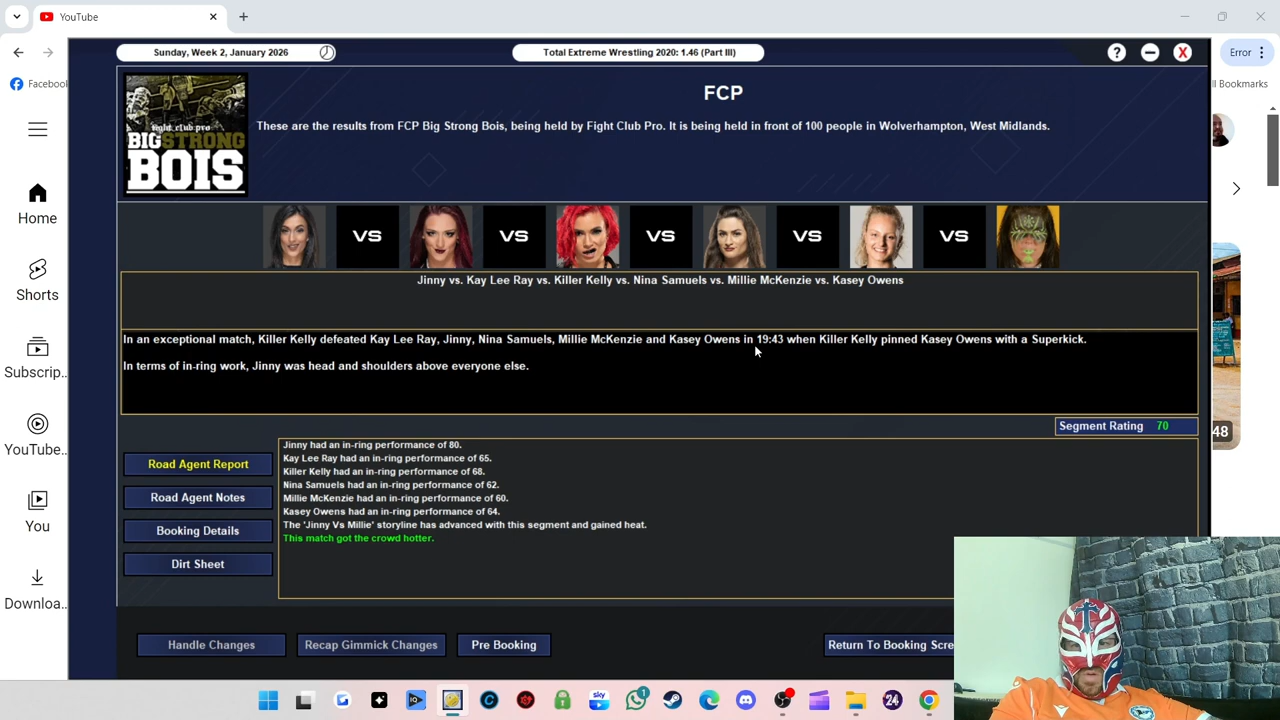 YouTube
Error
Facebook
ll Bookmarks
Sunday, Week 2, January 2026
Total Extreme Wrestling 2020: 1.46 (Part III)
?
X
fight club:pro
BIG STRONG
BOIS
FCP
These are the results from FCP Big Strong Bois, being held by Fight Club Pro. It is being held in front of 100 people in Wolverhampton, West Midlands.
Home
Shorts
Subscrip...
YouTube...
You
Downloa...
VS VS VS VS VS
Jinny vs. Kay Lee Ray vs. Killer Kelly vs. Nina Samuels vs. Millie McKenzie vs. Kasey Owens
In an exceptional match, Killer Kelly defeated Kay Lee Ray, Jinny, Nina Samuels, Millie McKenzie and Kasey Owens in 19:43 when Killer Kelly pinned Kasey Owens with a Superkick.
In terms of in-ring work, Jinny was head and shoulders above everyone else.
Segment Rating 70
:48
Road Agent Report
Road Agent Notes
Booking Details
Dirt Sheet
Jinny had an in-ring performance of 80.
Kay Lee Ray had an in-ring performance of 65.
Killer Kelly had an in-ring performance of 68.
Nina Samuels had an in-ring performance of 62.
Millie McKenzie had an in-ring performance of 60.
Kasey Owens had an in-ring performance of 64.
The 'Jinny Vs Millie' storyline has advanced with this segment and gained heat.
This match got the crowd hotter.
Handle Changes
Recap Gimmick Changes
Pre Booking
Return To Booking Scre
sky
1
24